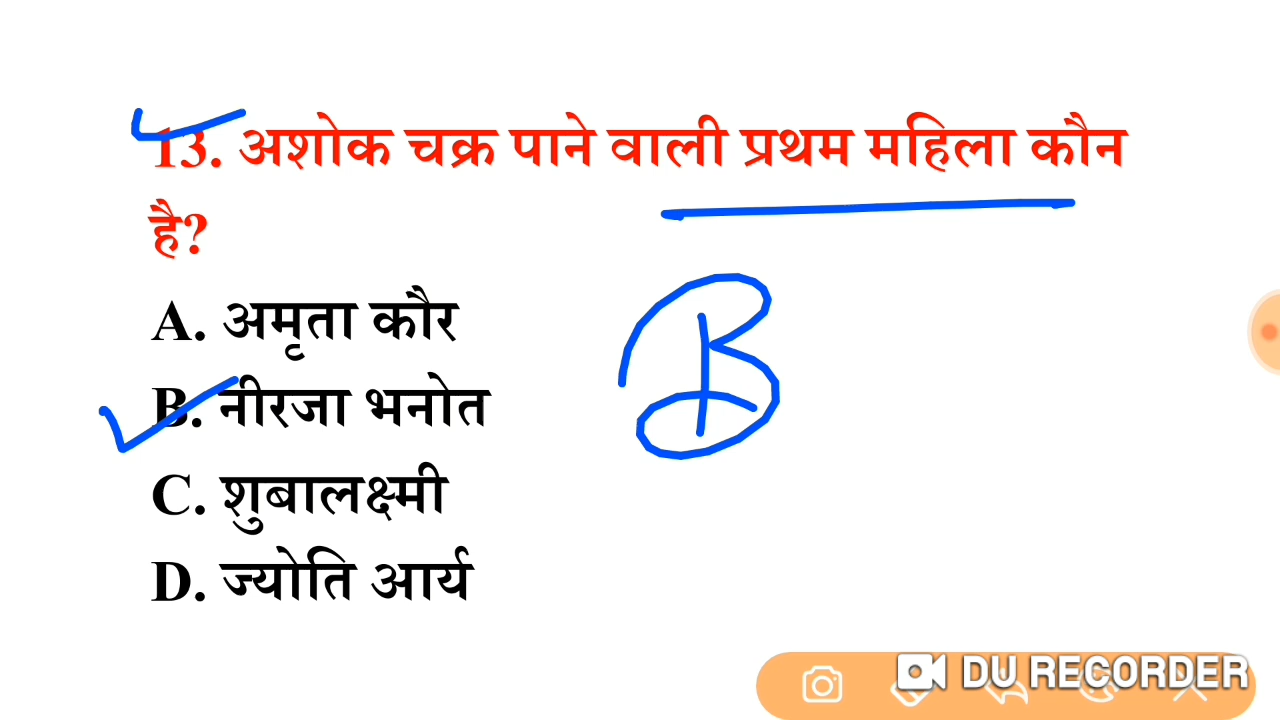 13. अशोक चक्र पाने वाली प्रथम महिला कौन
है?
A. अमृता कौर
B. नीरजा भनोत
B
C. शुबालक्ष्मी
D. ज्योति आर्य
DU RECORDER